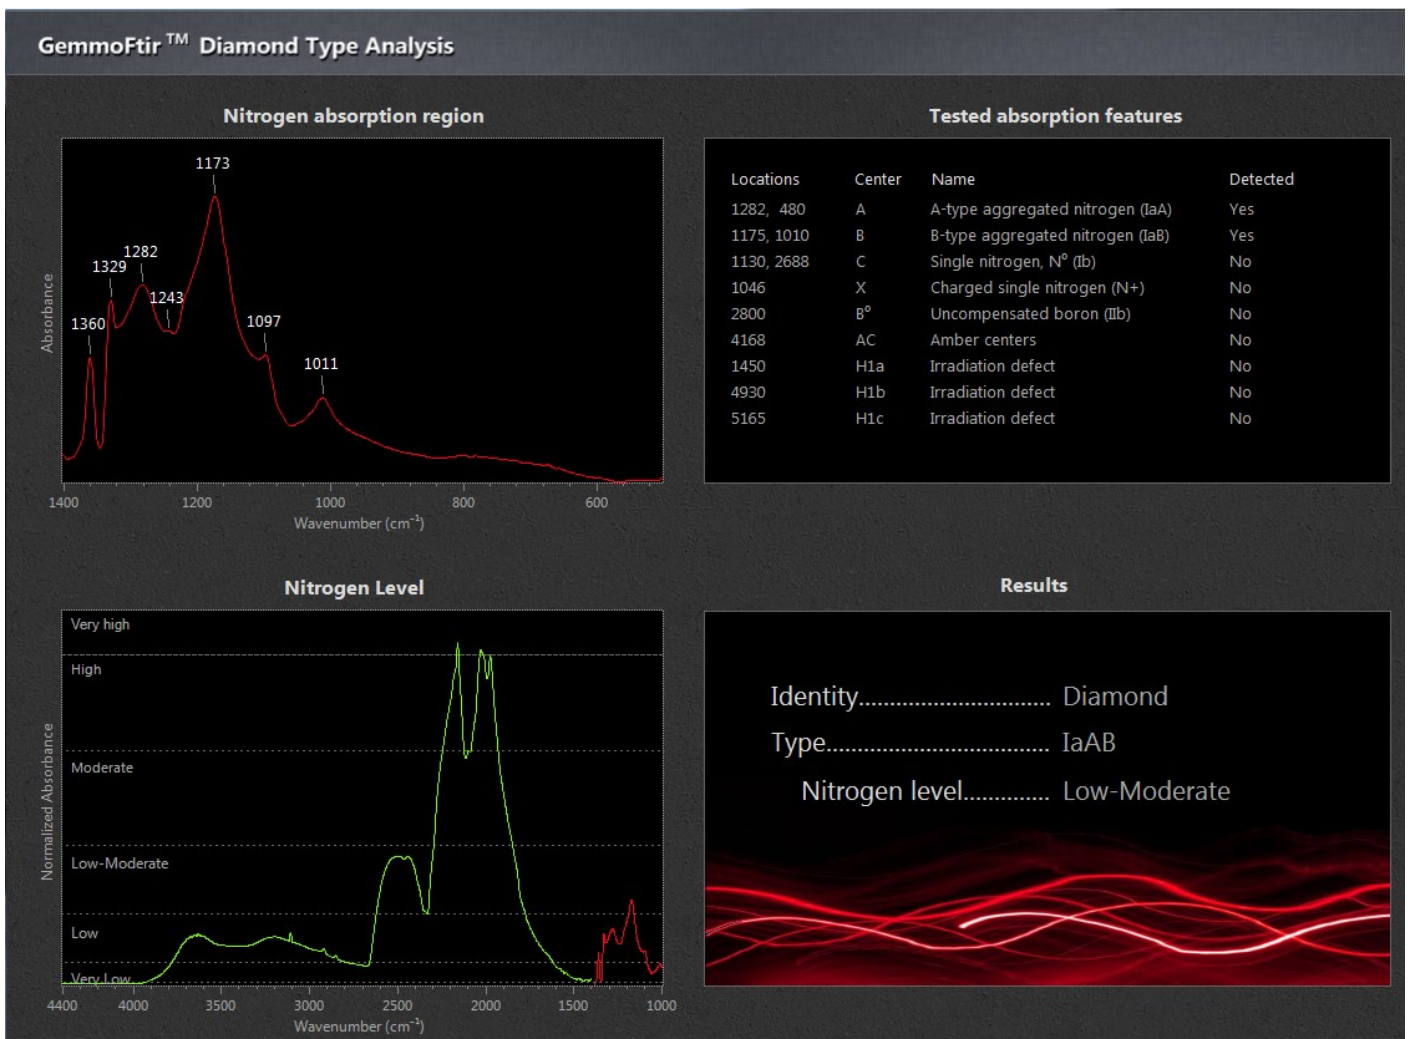 GemmoFtir™ Diamond Type Analysis
Nitrogen absorption region
1173
1282
1329
1243
1360
1097
1011
Absorbance
1400 1200 1000 800 600
Wavenumber (cm⁻¹)
Tested absorption features
Locations Center Name Detected
1282, 480 A A-type aggregated nitrogen (IaA) Yes
1175, 1010 B B-type aggregated nitrogen (IaB) Yes
1130, 2688 C Single nitrogen, N⁰ (Ib) No
1046 X Charged single nitrogen (N+) No
2800 B⁰ Uncompensated boron (IIb) No
4168 AC Amber centers No
1450 H1a Irradiation defect No
4930 H1b Irradiation defect No
5165 H1c Irradiation defect No
Nitrogen Level
Very high
High
Moderate
Low-Moderate
Low
Very Low
Normalized Absorbance
4400 4000 3500 3000 2500 2000 1500 1000
Wavenumber (cm⁻¹)
Results
Identity............................... Diamond
Type.................................... IaAB
Nitrogen level.............. Low-Moderate